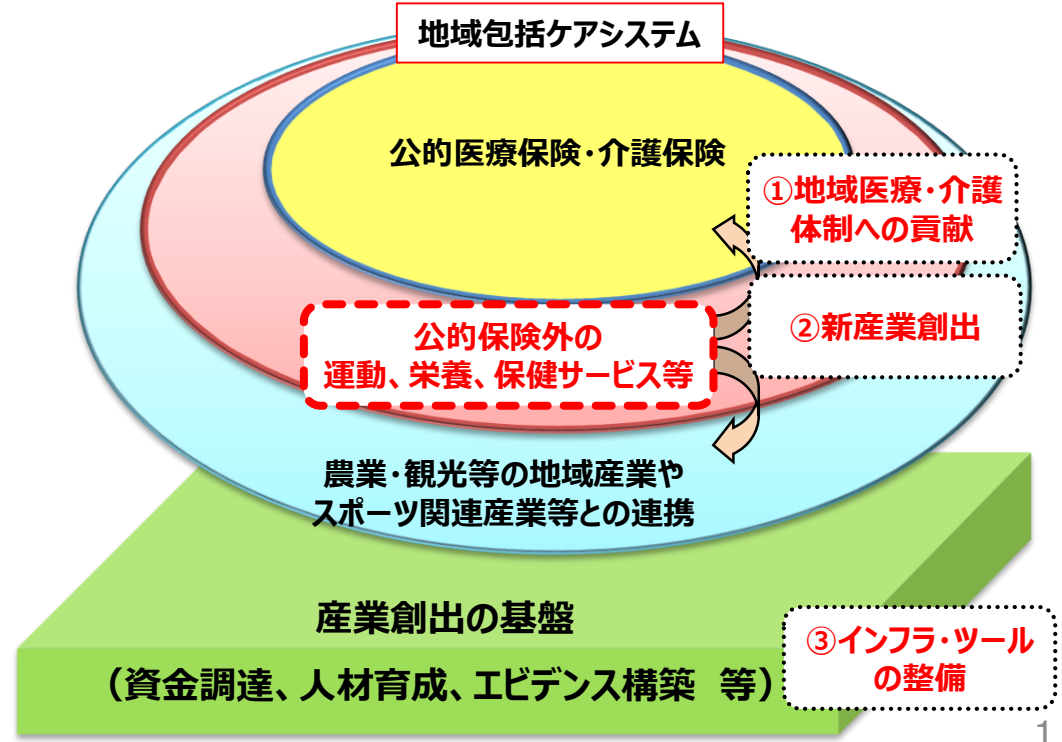 地域包括ケアシステム
公的医療保険・介護保険
①地域医療・介護
体制への貢献
②新産業創出
公的保険外の
運動、栄養、保健サービス等
農業・観光等の地域産業や
スポーツ関連産業等との連携
産業創出の基盤
（資金調達、人材育成、エビデンス構築　等）
③インフラ・ツール
の整備
1